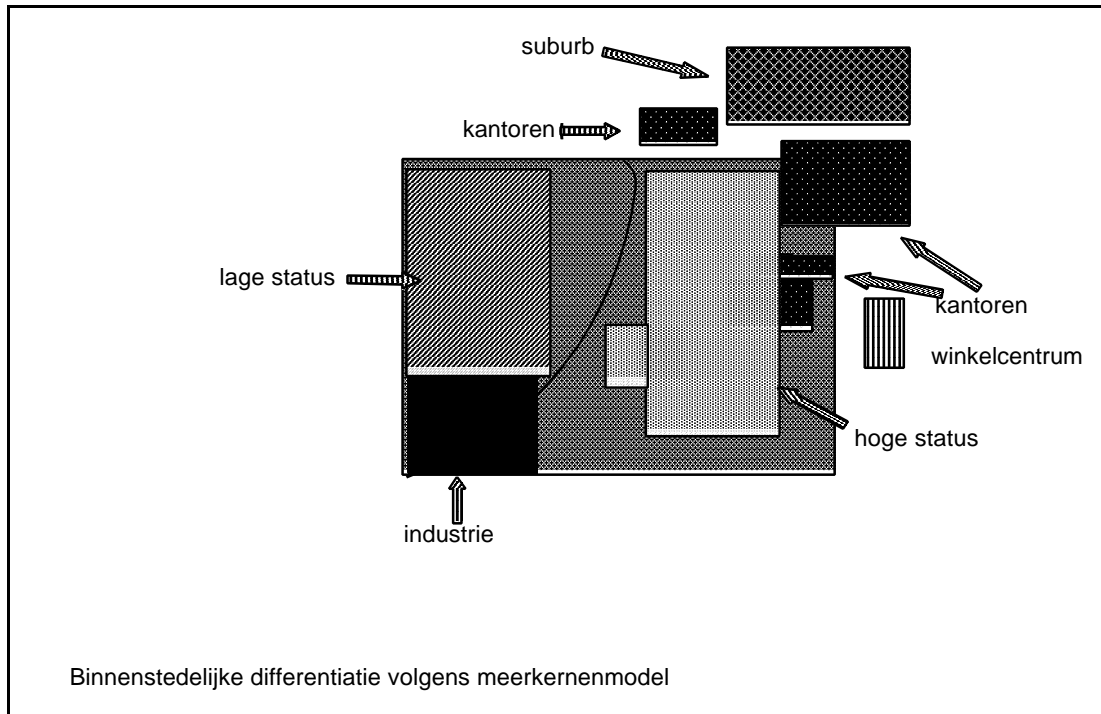 suburb
kantoren
lage status
kantoren
winkelcentrum
hoge status
industrie
Binnenstedelijke differentiatie volgens meerkernenmodel